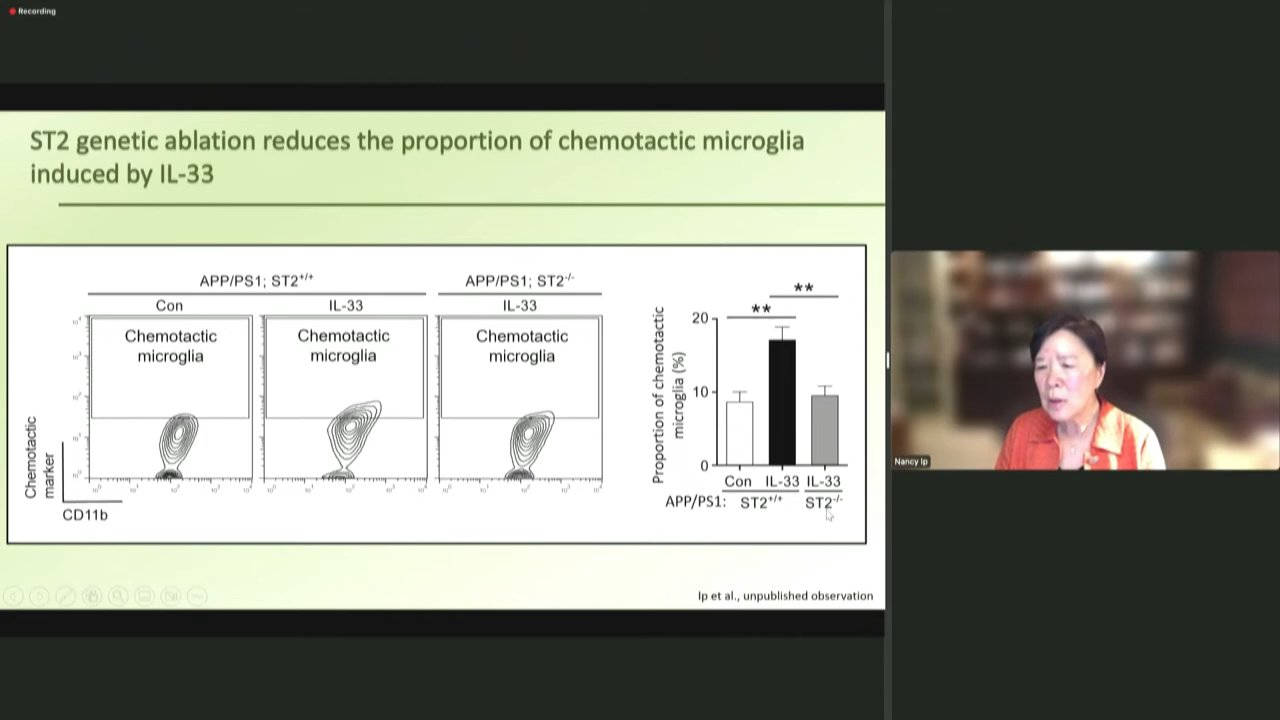 Recording
ST2 genetic ablation reduces the proportion of chemotactic microglia
induced by IL-33
APP/PS1; ST2+/+
APP/PS1; ST2-/-
Con
IL-33
IL-33
Chemotactic
microglia
Chemotactic
microglia
Chemotactic
microglia
Chemotactic
marker
CD11b
Proportion of chemotactic
microglia (%)
20
10
0
**
**
Con IL-33 IL-33
APP/PS1: ST2+/+ ST2-/-
Ip et al., unpublished observation
Nancy Ip